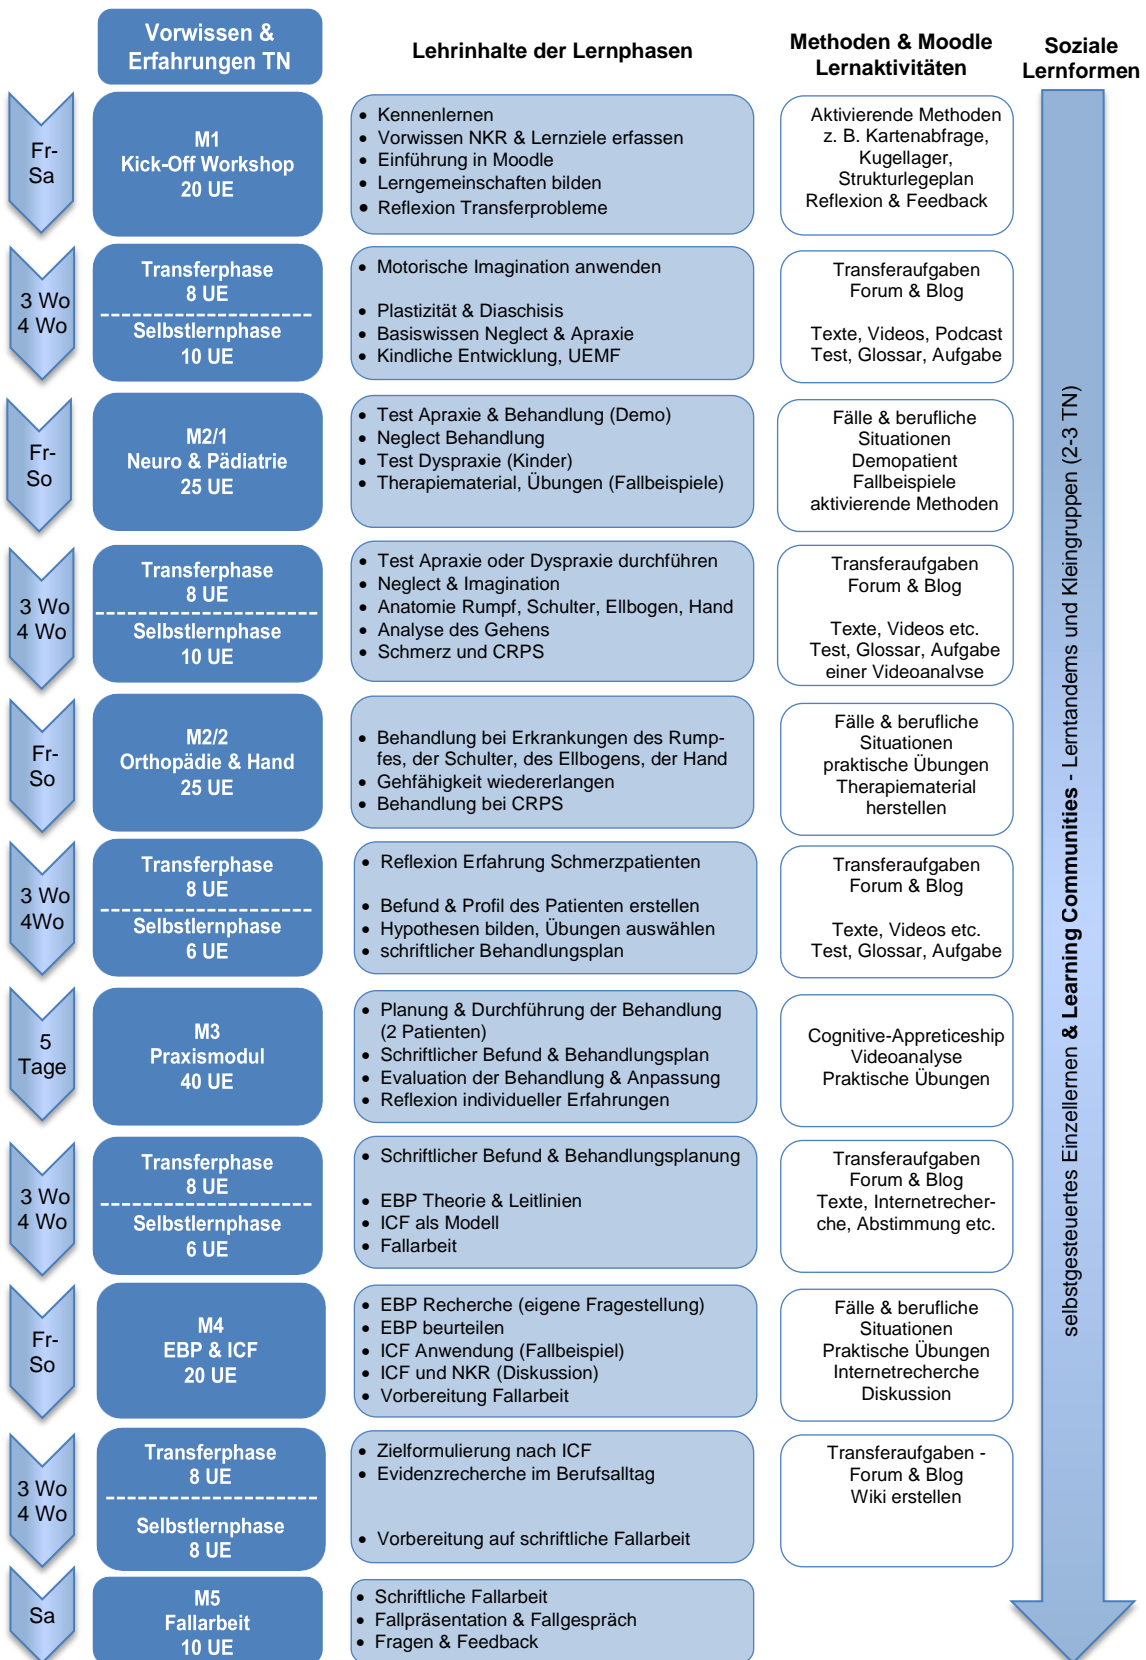 Vorwissen &
Erfahrungen TN
Lehrinhalte der Lernphasen
Methoden & Moodle
Lernaktivitäten
Soziale
Lernformen
Fr-
Sa
M1
Kick-Off Workshop
20 UE
• Kennenlernen
• Vorwissen NKR & Lernziele erfassen
• Einführung in Moodle
• Lerngemeinschaften bilden
• Reflexion Transferprobleme
Aktivierende Methoden
z. B. Kartenabfrage,
Kugellager,
Strukturlegeplan
Reflexion & Feedback
3 Wo
4 Wo
Transferphase
8 UE
Selbstlernphase
10 UE
• Motorische Imagination anwenden
• Plastizität & Diaschisis
• Basiswissen Neglect & Apraxie
• Kindliche Entwicklung, UEMF
Transferaufgaben
Forum & Blog
Texte, Videos, Podcast
Test, Glossar, Aufgabe
Fr-
So
M2/1
Neuro & Pädiatrie
25 UE
• Test Apraxie & Behandlung (Demo)
• Neglect Behandlung
• Test Dyspraxie (Kinder)
• Therapiematerial, Übungen (Fallbeispiele)
Fälle & berufliche
Situationen
Demopatient
Fallbeispiele
aktivierende Methoden
3 Wo
4 Wo
Transferphase
8 UE
Selbstlernphase
10 UE
• Test Apraxie oder Dyspraxie durchführen
• Neglect & Imagination
• Anatomie Rumpf, Schulter, Ellbogen, Hand
• Analyse des Gehens
• Schmerz und CRPS
Transferaufgaben
Forum & Blog
Texte, Videos etc.
Test, Glossar, Aufgabe
einer Videoanalyse
Fr-
So
M2/2
Orthopädie & Hand
25 UE
• Behandlung bei Erkrankungen des Rump-
fes, der Schulter, des Ellbogens, der Hand
• Gehfähigkeit wiedererlangen
• Behandlung bei CRPS
Fälle & berufliche
Situationen
praktische Übungen
Therapiematerial
herstellen
3 Wo
4Wo
Transferphase
8 UE
Selbstlernphase
6 UE
• Reflexion Erfahrung Schmerzpatienten
• Befund & Profil des Patienten erstellen
• Hypothesen bilden, Übungen auswählen
• schriftlicher Behandlungsplan
Transferaufgaben
Forum & Blog
Texte, Videos etc.
Test, Glossar, Aufgabe
5
Tage
M3
Praxismodul
40 UE
• Planung & Durchführung der Behandlung
(2 Patienten)
• Schriftlicher Befund & Behandlungsplan
• Evaluation der Behandlung & Anpassung
• Reflexion individueller Erfahrungen
Cognitive-Appreticeship
Videoanalyse
Praktische Übungen
3 Wo
4 Wo
Transferphase
8 UE
Selbstlernphase
6 UE
• Schriftlicher Befund & Behandlungsplanung
• EBP Theorie & Leitlinien
• ICF als Modell
• Fallarbeit
Transferaufgaben
Forum & Blog
Texte, Internetrecher-
che, Abstimmung etc.
Fr-
So
M4
EBP & ICF
20 UE
• EBP Recherche (eigene Fragestellung)
• EBP beurteilen
• ICF Anwendung (Fallbeispiel)
• ICF und NKR (Diskussion)
• Vorbereitung Fallarbeit
Fälle & berufliche
Situationen
Praktische Übungen
Internetrecherche
Diskussion
3 Wo
4 Wo
Transferphase
8 UE
Selbstlernphase
8 UE
• Zielformulierung nach ICF
• Evidenzrecherche im Berufsalltag
• Vorbereitung auf schriftliche Fallarbeit
Transferaufgaben -
Forum & Blog
Wiki erstellen
Sa
M5
Fallarbeit
10 UE
• Schriftliche Fallarbeit
• Fallpräsentation & Fallgespräch
• Fragen & Feedback
selbstgesteuertes Einzellernen & Learning Communities - Lerntandems und Kleingruppen (2-3 TN)